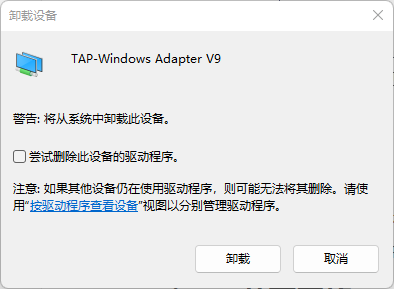 卸载设备
TAP-Windows Adapter V9
警告: 将从系统中卸载此设备。
尝试删除此设备的驱动程序。
注意: 如果其他设备仍在使用驱动程序，则可能无法将其删除。请使
用“按驱动程序查看设备”视图以分别管理驱动程序。
卸载
取消